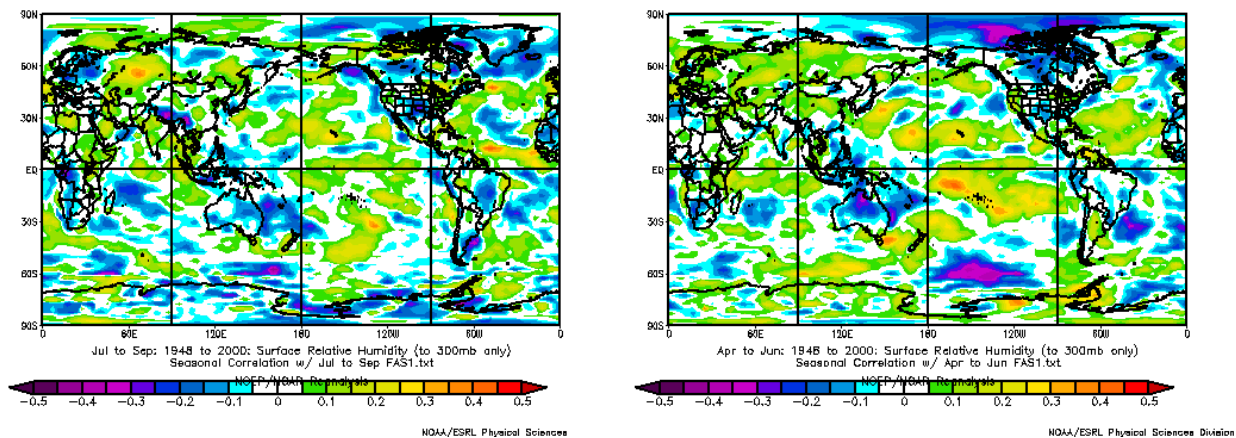 90N
60N
30N
EQ
30S
60S
90S
0
60E
120E
180
120W
60W
0
Jul to Sep: 1948 to 2000: Surface Relative Humidity (to 300mb only)
Seasonal Correlation w/ Jul to Sep FAS1.txt
NCEP/NCAR Reanalysis
-0.5 -0.4 -0.3 -0.2 -0.1 0 0.1 0.2 0.3 0.4 0.5
NOAA/ESRL Physical Sciences
90N
60N
30N
EQ
30S
60S
90S
0
60E
120E
180
120W
60W
0
Apr to Jun: 1948 to 2000: Surface Relative Humidity (to 300mb only)
Seasonal Correlation w/ Apr to Jun FAS1.txt
NCEP/NCAR Reanalysis
-0.5 -0.4 -0.3 -0.2 -0.1 0 0.1 0.2 0.3 0.4 0.5
NOAA/ESRL Physical Sciences Division